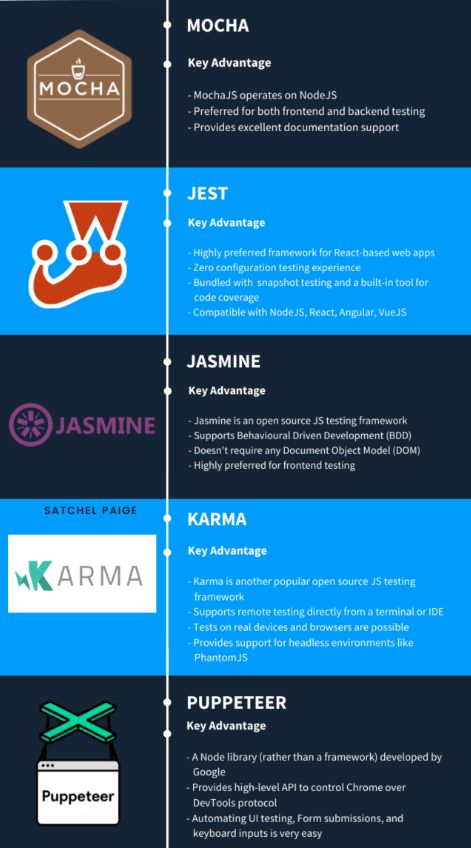 MOCHA
MOCHA
Key Advantage
- MochaJS operates on NodeJS
- Preferred for both frontend and backend testing
- Provides excellent documentation support
JEST
Key Advantage
- Highly preferred framework for React-based web apps
- Zero configuration testing experience
- Bundled with snapshot testing and a built-in tool for
code coverage
- Compatible with NodeJS, React, Angular, VueJS
JASMINE
JASMINE
Key Advantage
- Jasmine is an open source JS testing framework
- Supports Behavioural Driven Development (BDD)
- Doesn't require any Document Object Model (DOM)
- Highly preferred for frontend testing
SATCHEL PAIGE
KARMA
KARMA
Key Advantage
- Karma is another popular open source JS testing
framework
- Supports remote testing directly from a terminal or IDE
- Tests on real devices and browsers are possible
- Provides support for headless environments like
PhantomJS
Puppeteer
PUPPETEER
Key Advantage
- A Node library (rather than a framework) developed by
Google
- Provides high-level API to control Chrome over
DevTools protocol
- Automating UI testing, Form submissions, and
keyboard inputs is very easy